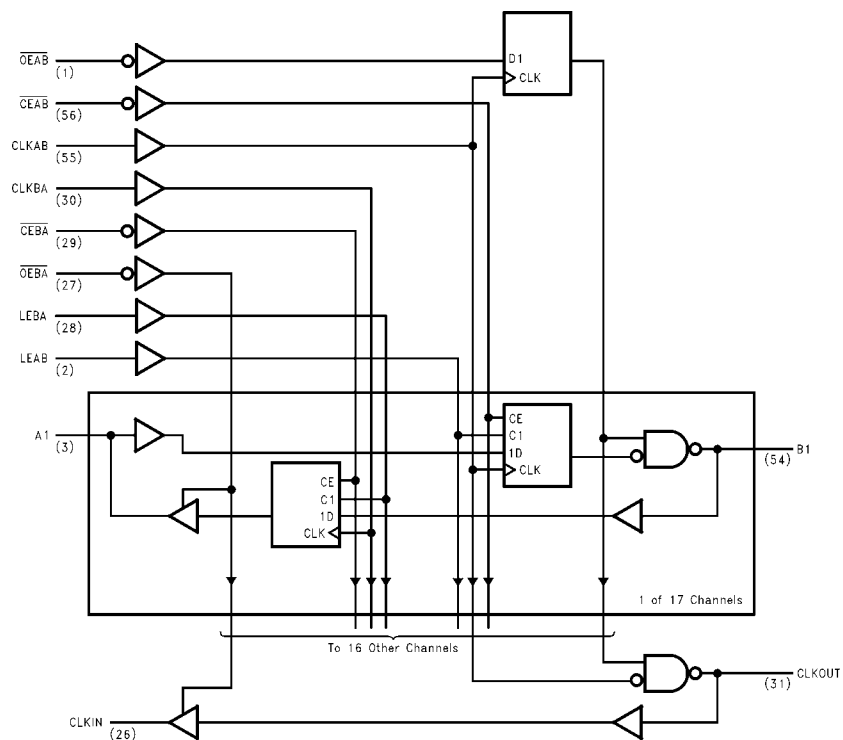 OEAB
(1)
CEAB
(56)
CLKAB
(55)
CLKBA
(30)
CEBA
(29)
OEBA
(27)
LEBA
(28)
LEAB
(2)
D1
CLK
A1
(3)
CE
C1
1D
CLK
CE
C1
1D
CLK
B1
(54)
1 of 17 Channels
To 16 Other Channels
CLKOUT
(31)
CLKIN
(26)